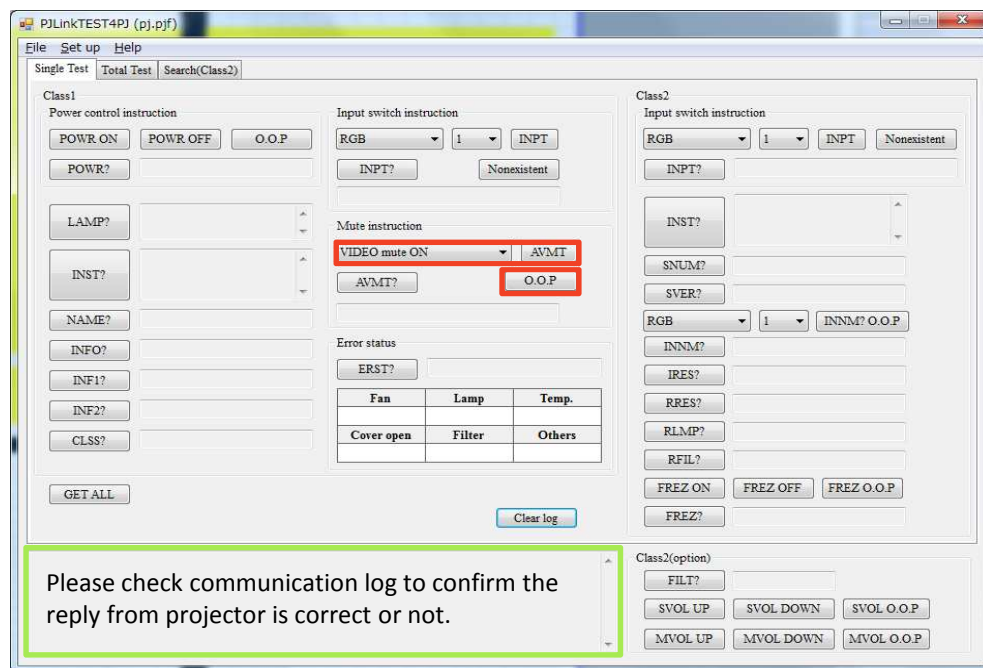 PJLinkTEST4PJ (pj.pjf)
File Set up Help
Single Test Total Test Search(Class2)
Class1
Power control instruction
POWR ON POWR OFF O.O.P
POWR?
LAMP?
INST?
NAME?
INFO?
INF1?
INF2?
CLSS?
GET ALL
Input switch instruction
RGB 1 INPT
INPT? Nonexistent
Mute instruction
VIDEO mute ON AVMT
AVMT? O.O.P
Error status
ERST?
Fan Lamp Temp.
Cover open Filter Others
Clear log
Class2
Input switch instruction
RGB 1 INPT Nonexistent
INPT?
INST?
SNUM?
SVER?
RGB 1 INNM? O.O.P
INNM?
IRES?
RRES?
RLMP?
RFIL?
FREZ ON FREZ OFF FREZ O.O.P
FREZ?
Please check communication log to confirm the
reply from projector is correct or not.
Class2(option)
FILT?
SVOL UP SVOL DOWN SVOL O.O.P
MVOL UP MVOL DOWN MVOL O.O.P